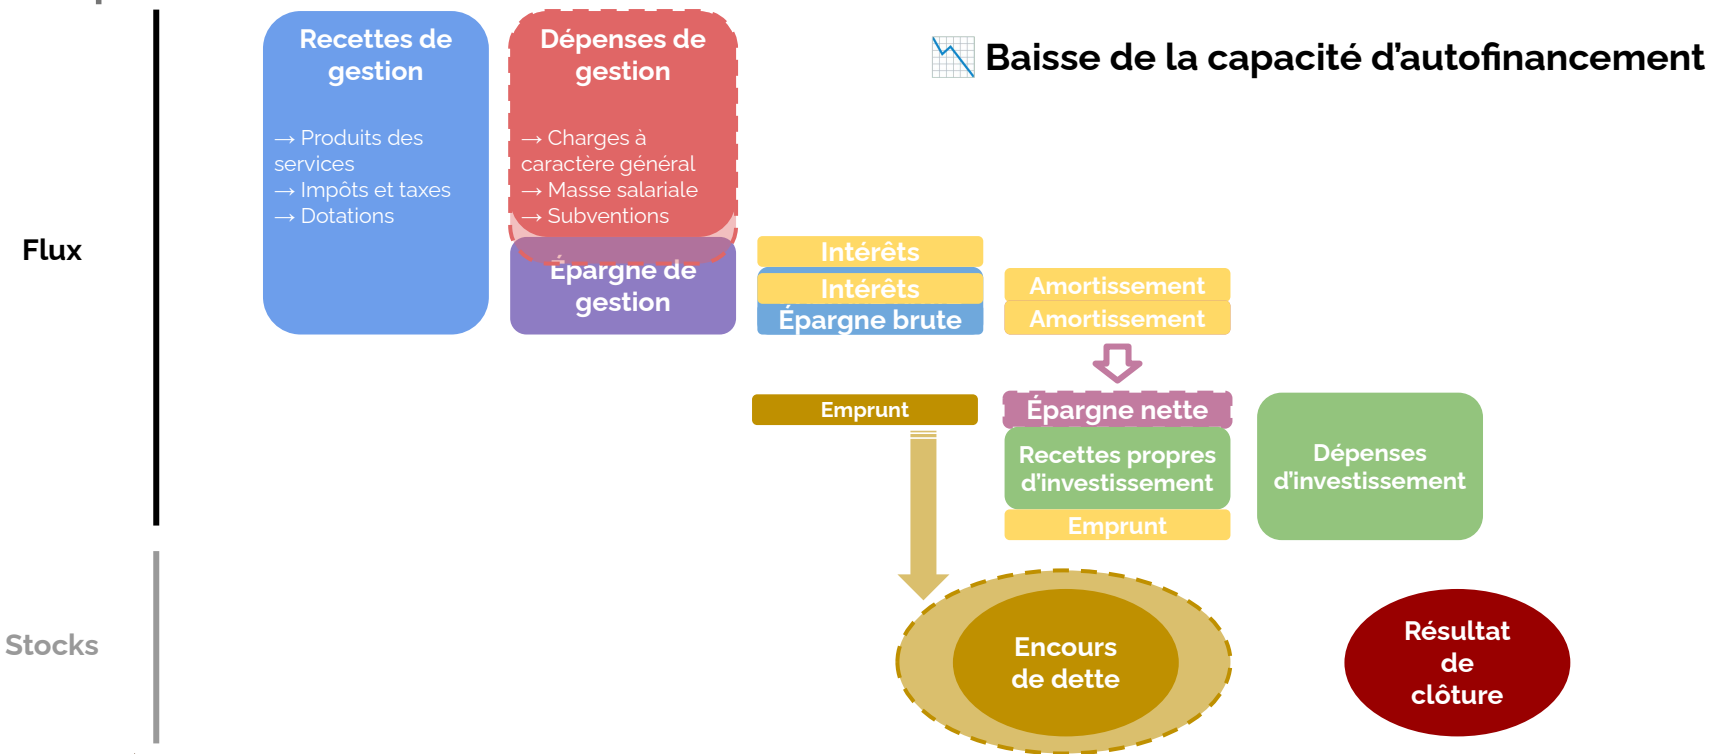 Recettes de
gestion
→ Produits des
services
→ Impôts et taxes
→ Dotations
Dépenses de
gestion
→ Charges à
caractère général
→ Masse salariale
→ Subventions
Baisse de la capacité d'autofinancement
Flux
Épargne de
gestion
Intérêts
Intérêts
Épargne brute
Amortissement
Amortissement
Emprunt
Épargne nette
Recettes propres
d'investissement
Emprunt
Dépenses
d'investissement
Stocks
Encours
de dette
Résultat
de
clôture